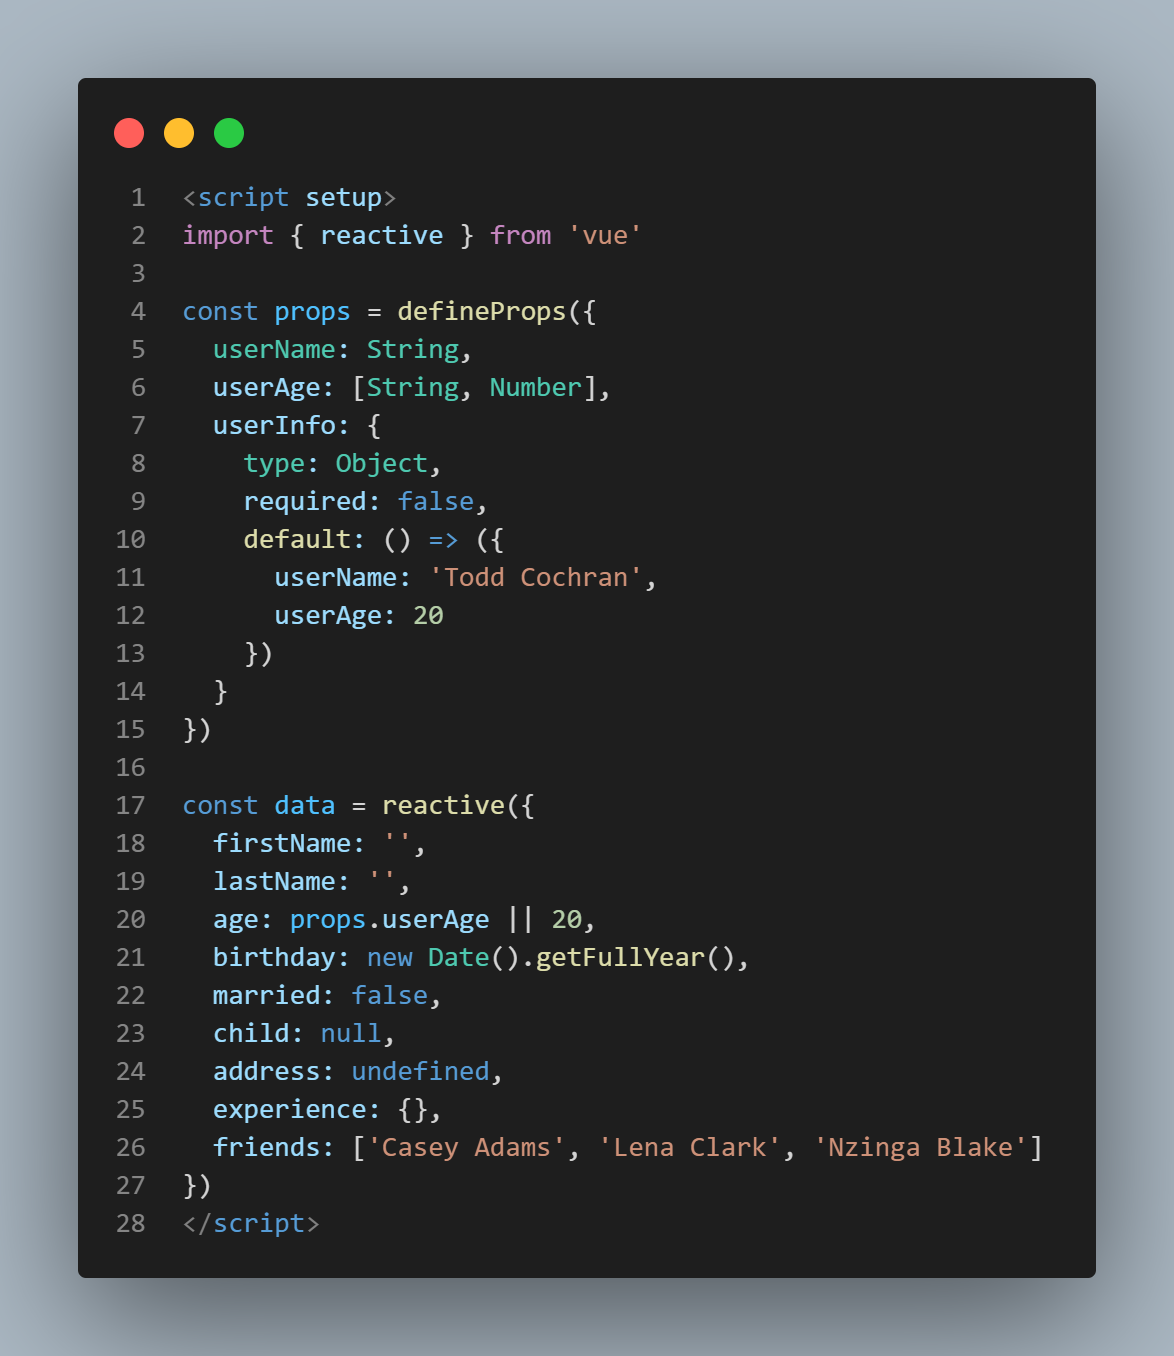 1 <script setup>
2 import { reactive } from 'vue'
3
4 const props = defineProps({
5   userName: String,
6   userAge: [String, Number],
7   userInfo: {
8     type: Object,
9     required: false,
10     default: () => ({
11       userName: 'Todd Cochran',
12       userAge: 20
13     })
14   }
15 })
16
17 const data = reactive({
18   firstName: '',
19   lastName: '',
20   age: props.userAge || 20,
21   birthday: new Date().getFullYear(),
22   married: false,
23   child: null,
24   address: undefined,
25   experience: {},
26   friends: ['Casey Adams', 'Lena Clark', 'Nzinga Blake']
27 })
28 </script>